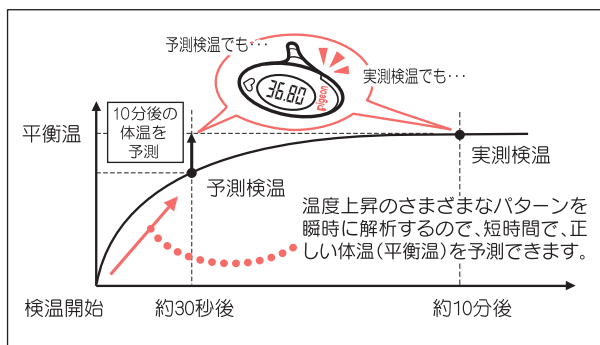 予測検温でも・・・
36.80
Pigeon
実測検温でも・・・
10分後の
体温を
予測
平衡温
予測検温
実測検温
温度上昇のさまざまなパターンを
瞬時に解析するので、短時間で、正
しい体温(平衡温)を予測できます。
検温開始
約30秒後
約10分後